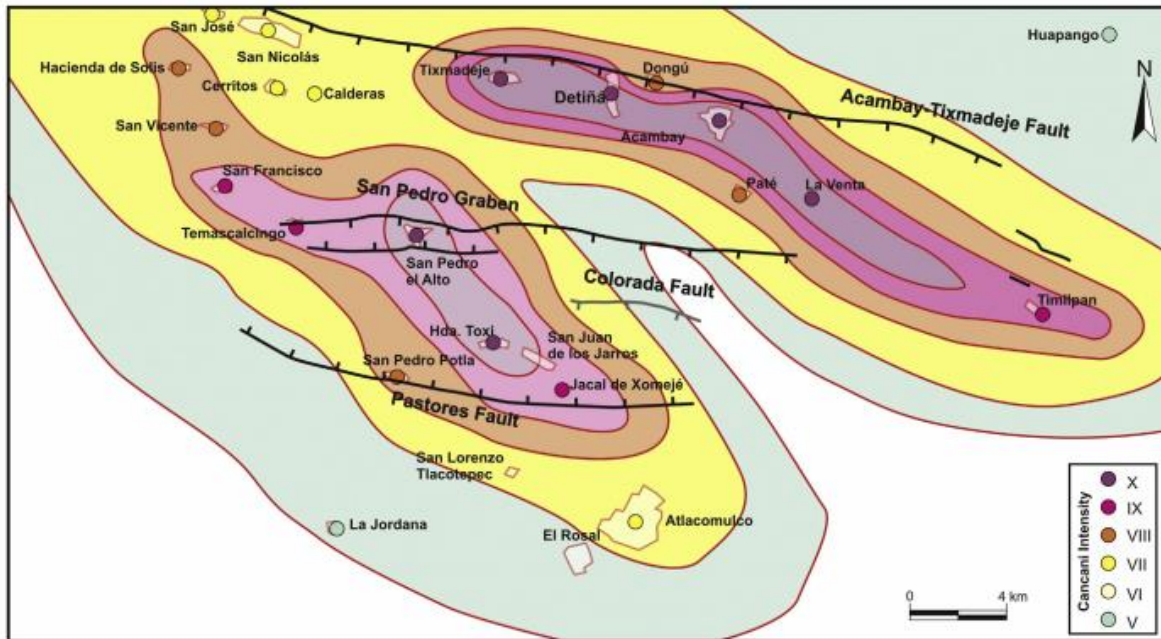 San José
San Nicolás
Huapango
Hacienda de Solis
Cerritos
Calderas
Tixmadéje
Dongú
Detiñá
N
Acambay-Tixmadeje Fault
San Vicente
Acambay
San Francisco
San Pedro Graben
Paté
La Venta
Temascalcingo
San Pedro
el Alto
Colorada Fault
Timilpan
Hda. Toxi
San Juan
de los Jarros
San Pedro Potla
Jacal de Xomejé
Pastores Fault
San Lorenzo
Tlacotepec
La Jordana
Atlacomulco
El Rosal
0 4 km
Cancani Intensity
X
IX
VIII
VII
VI
V